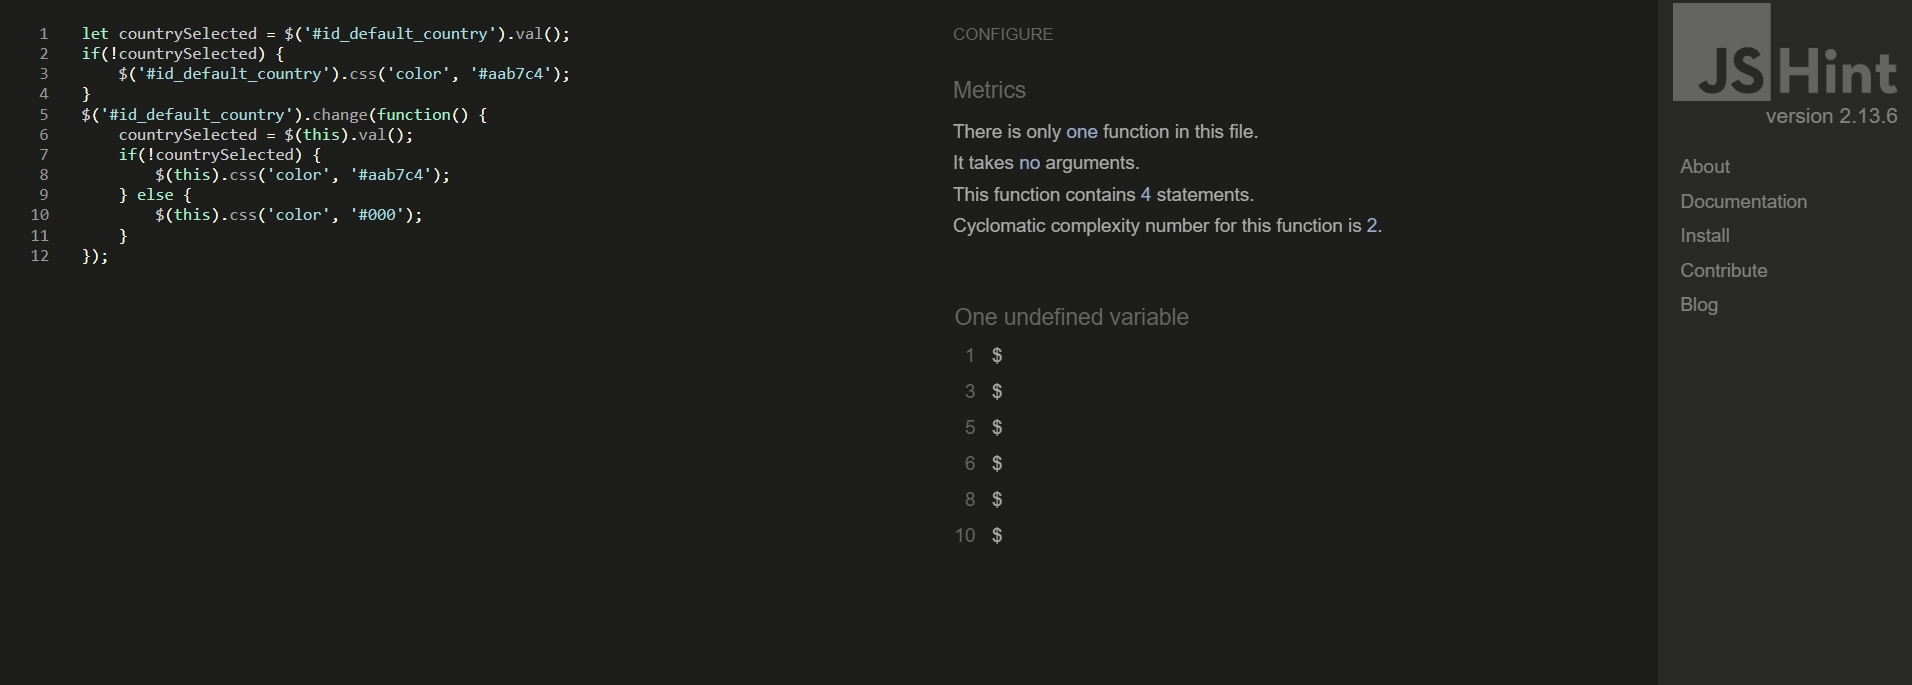 1 let countrySelected = $('#id_default_country').val();
2 if(!countrySelected) {
3 $('#id_default_country').css('color', '#aab7c4');
4 }
5 $('#id_default_country').change(function() {
6 countrySelected = $(this).val();
7 if(!countrySelected) {
8 $(this).css('color', '#aab7c4');
9 } else {
10 $(this).css('color', '#000');
11 }
12 });
CONFIGURE
Metrics
There is only one function in this file.
It takes no arguments.
This function contains 4 statements.
Cyclomatic complexity number for this function is 2.
One undefined variable
1 $
3 $
5 $
6 $
8 $
10 $
JSHint
version 2.13.6
About
Documentation
Install
Contribute
Blog